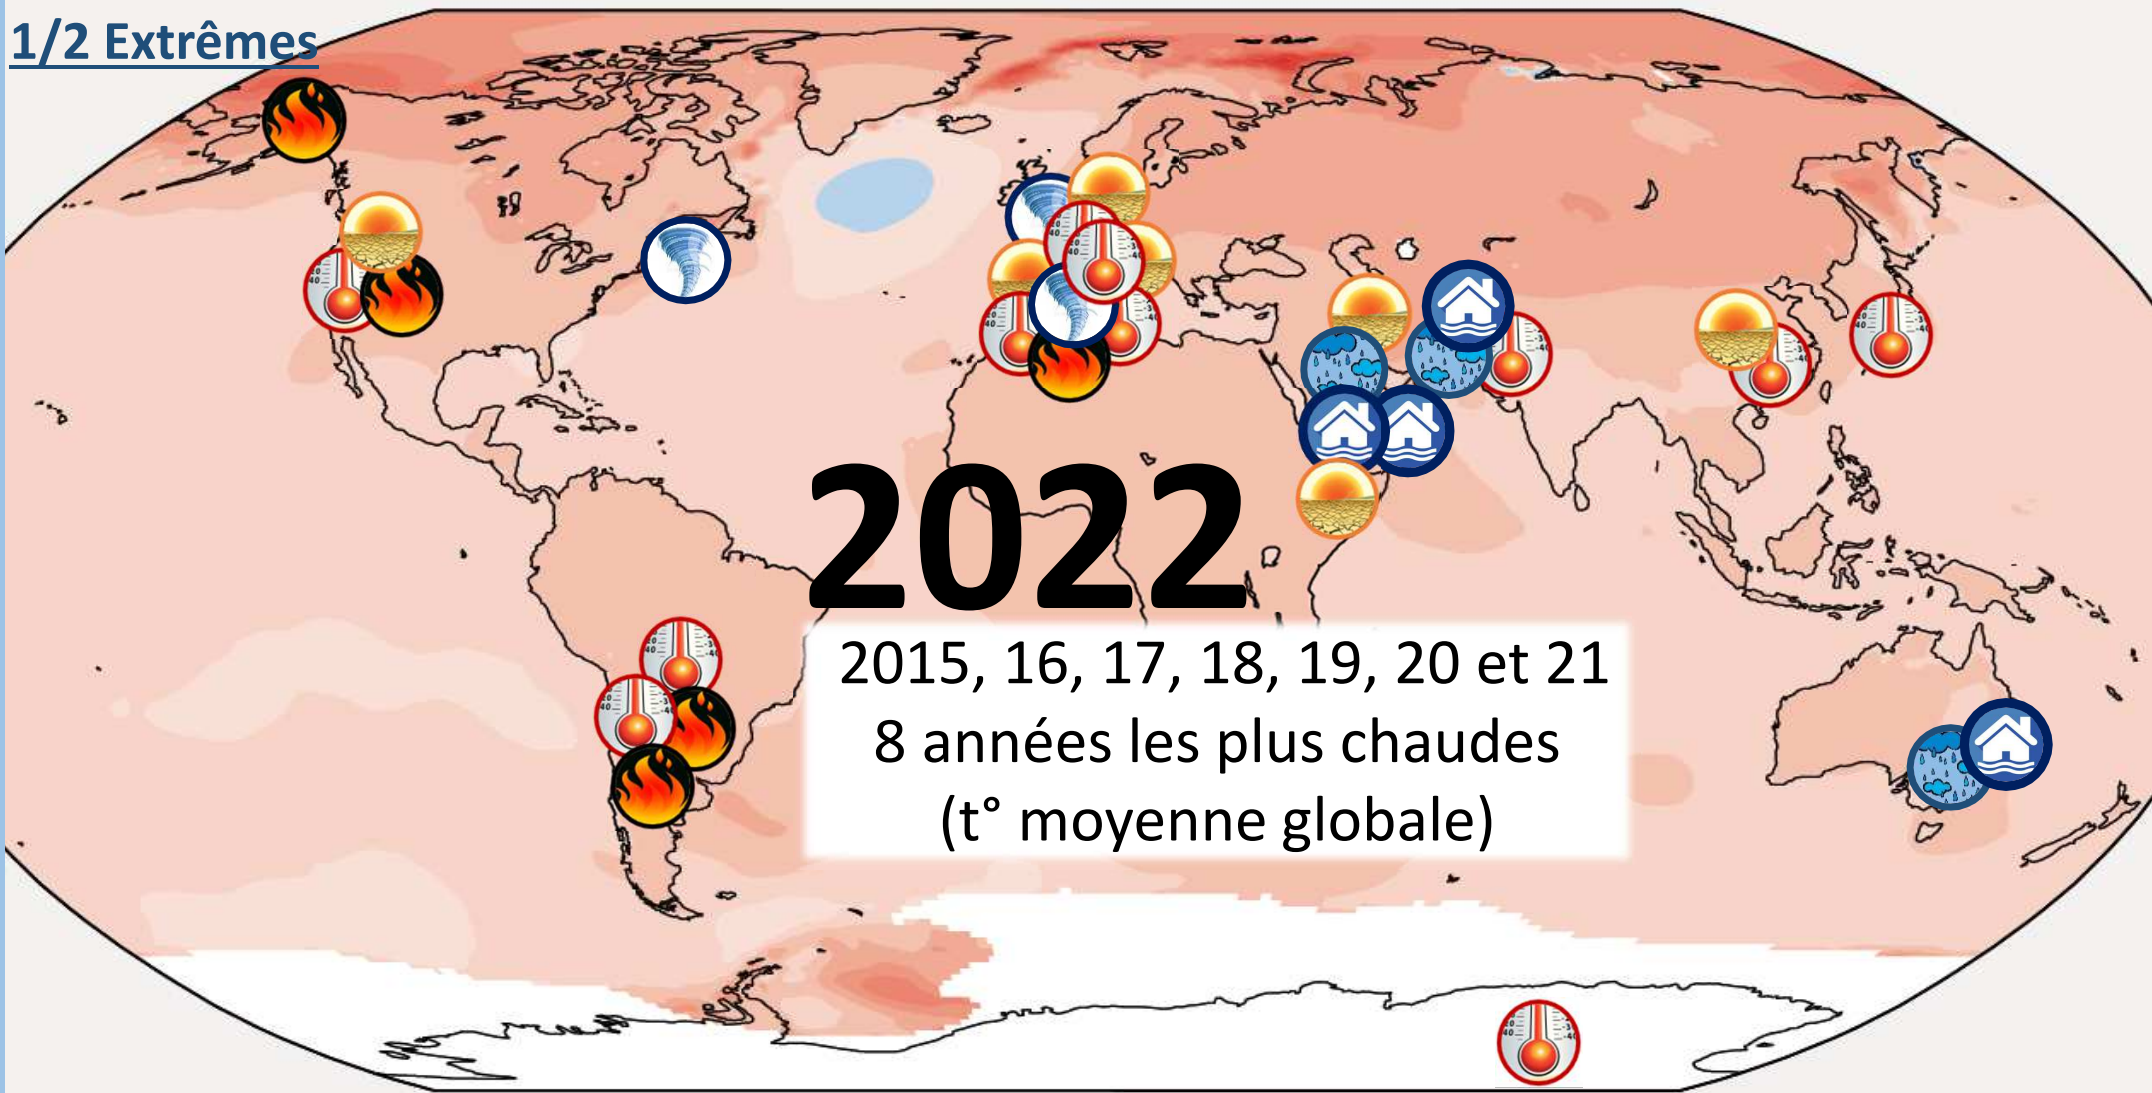 1/2 Extrêmes
2022
2015, 16, 17, 18, 19, 20 et 21
8 années les plus chaudes
(t° moyenne globale)